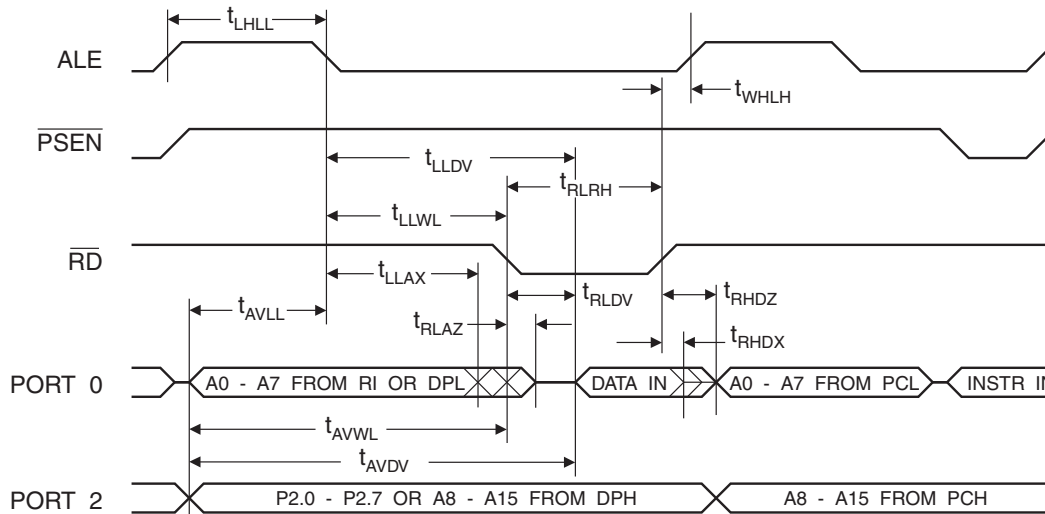 tLHLL
ALE
tWHLH
PSEN
tLLDV
tRLRH
tLLWL
RD
tLLAX
tRLDV
tRHDZ
tAVLL
tRLAZ
tRHDX
PORT 0
A0 - A7 FROM RI OR DPL
DATA IN
A0 - A7 FROM PCL
INSTR IN
tAVWL
tAVDV
PORT 2
P2.0 - P2.7 OR A8 - A15 FROM DPH
A8 - A15 FROM PCH